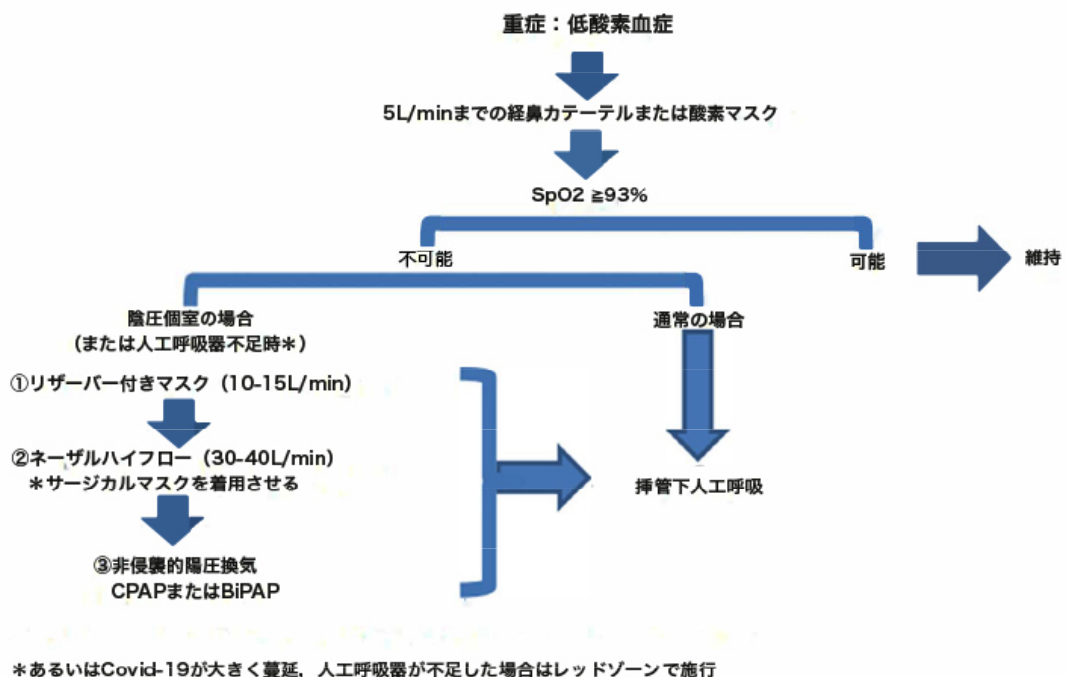 重症：低酸素血症
5L/minまでの経鼻カテーテルまたは酸素マスク
SpO2 ≧93%
不可能
可能
維持
陰圧個室の場合
（または人工呼吸器不足時＊）
通常の場合
①リザーバー付きマスク（10-15L/min）
②ネーザルハイフロー（30-40L/min）
＊サージカルマスクを着用させる
挿管下人工呼吸
③非侵襲的陽圧換気
CPAPまたはBiPAP
＊あるいはCovid-19が大きく蔓延，人工呼吸器が不足した場合はレッドゾーンで施行